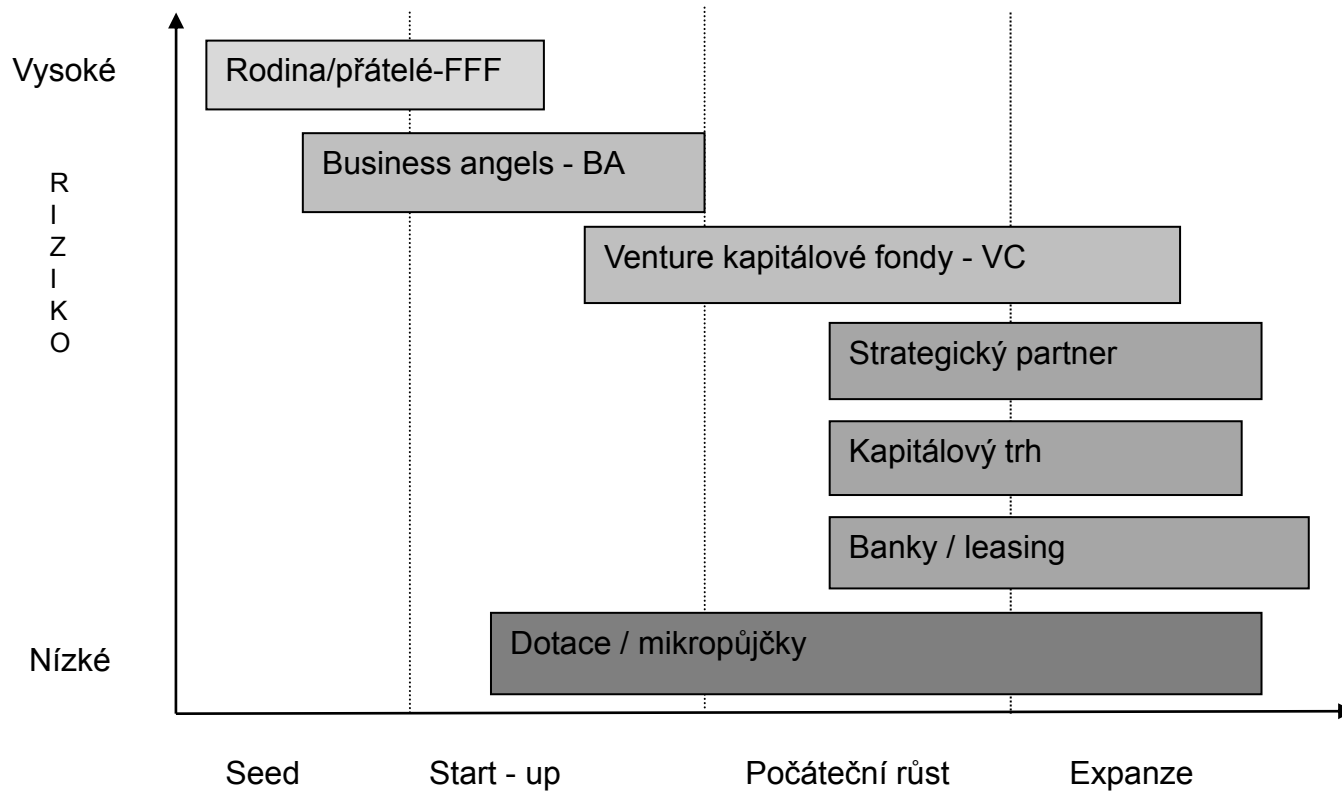 Vysoké
Rodina/přátelé-FFF
Business angels - BA
R
I
Z
I
K
O
Venture kapitálové fondy - VC
Strategický partner
Kapitálový trh
Banky / leasing
Dotace / mikropůjčky
Nízké
Seed
Start - up
Počáteční růst
Expanze